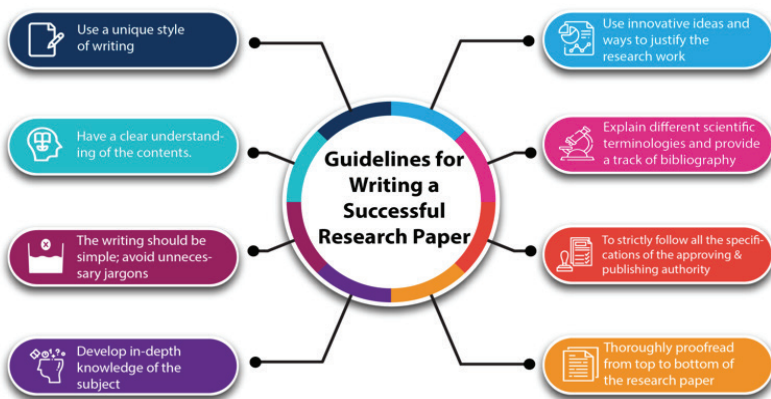 Use a unique style
of writing
Have a clear understand-
ing of the contents.
The writing should be
simple; avoid unneces-
sary jargons
Develop in-depth
knowledge of the
subject
Guidelines for
Writing a
Successful
Research Paper
Use innovative ideas and
ways to justify the
research work
Explain different scientific
terminologies and provide
a track of bibliography
To strictly follow all the specifi-
cations of the approving &
publishing authority
Thoroughly proofread
from top to bottom of
the research paper